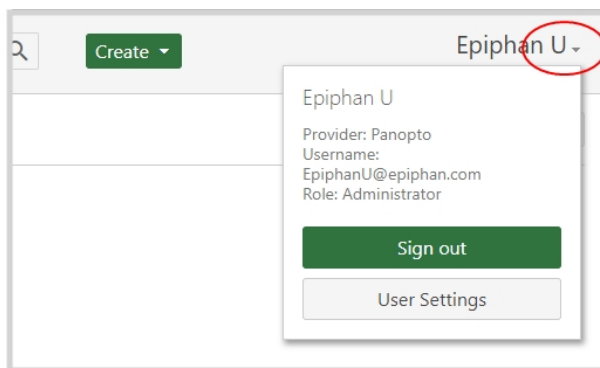 Create
Epiphan U
Epiphan U
Provider: Panopto
Username:
EpiphanU@epiphan.com
Role: Administrator
Sign out
User Settings